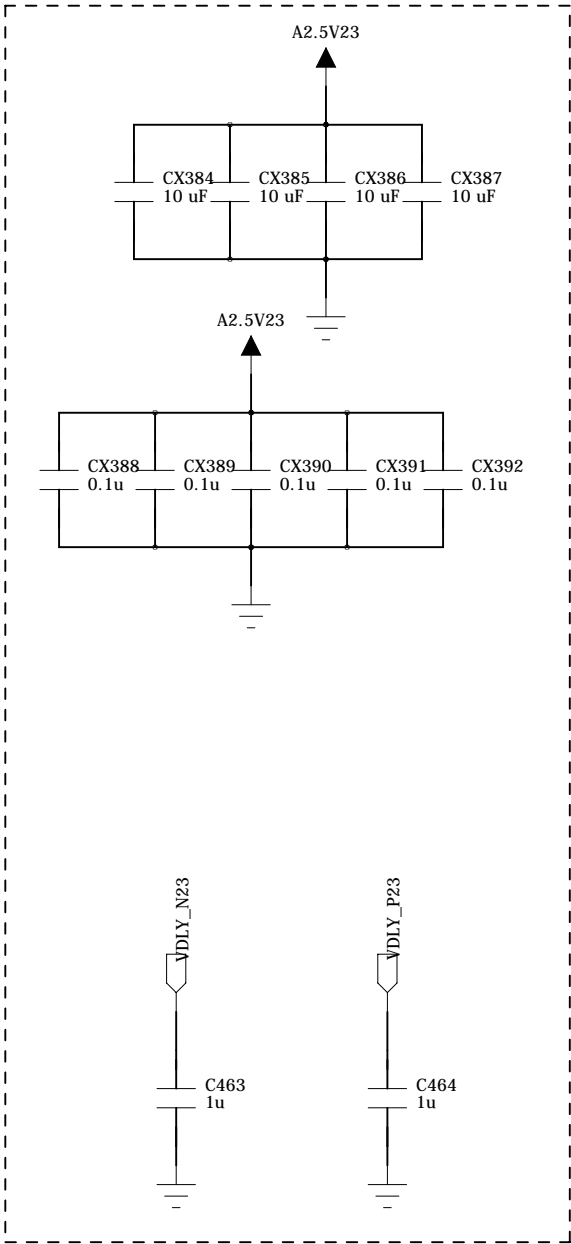 A2.5V23
CX384 CX385 CX386 CX387
10 uF 10 uF 10 uF 10 uF
A2.5V23
CX388 CX389 CX390 CX391 CX392
0.1u 0.1u 0.1u 0.1u 0.1u
VDLY_N23
VDLY_P23
C463 C464
1u 1u